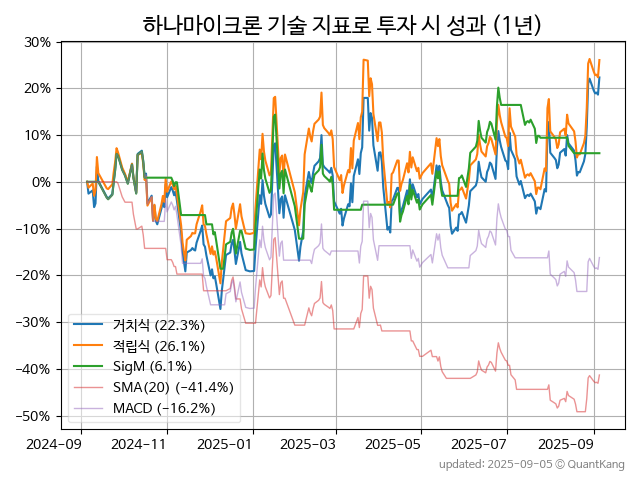 하나마이크론 기술 지표로 투자 시 성과 (1년)
30%
20%
10%
0%
−10%
−20%
−30%
−40%
−50%
거치식 (22.3%)
적립식 (26.1%)
SigM (6.1%)
SMA(20) (−41.4%)
MACD (−16.2%)
2024-09
2024-11
2025-01
2025-03
2025-05
2025-07
2025-09
updated: 2025-09-05 ⓒ QuantKang